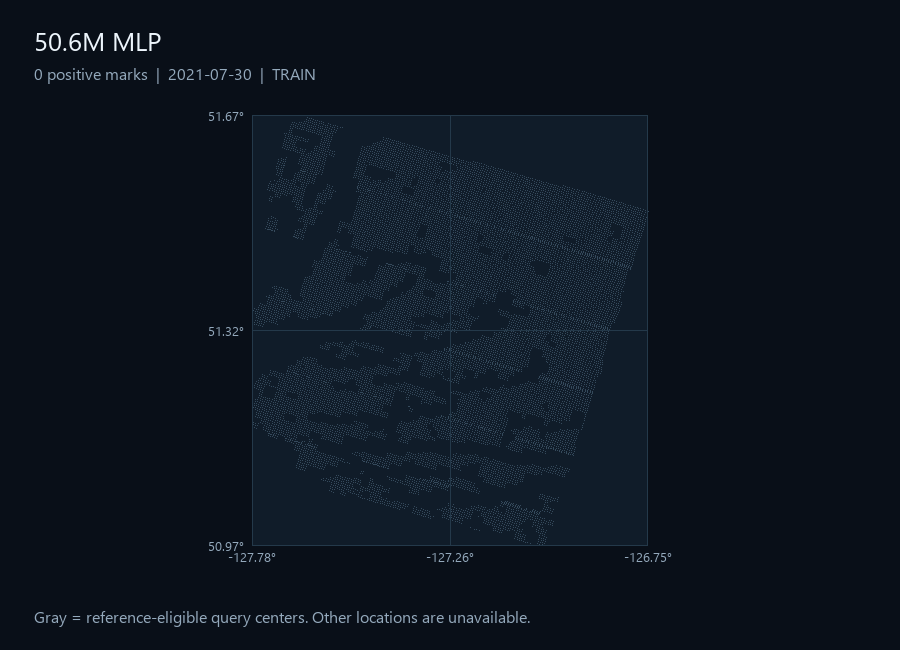 50.6M MLP
0 positive marks | 2021-07-30 | TRAIN
51.67°
51.32°
50.97°
-127.78°
-127.26°
-126.75°
Gray = reference-eligible query centers. Other locations are unavailable.